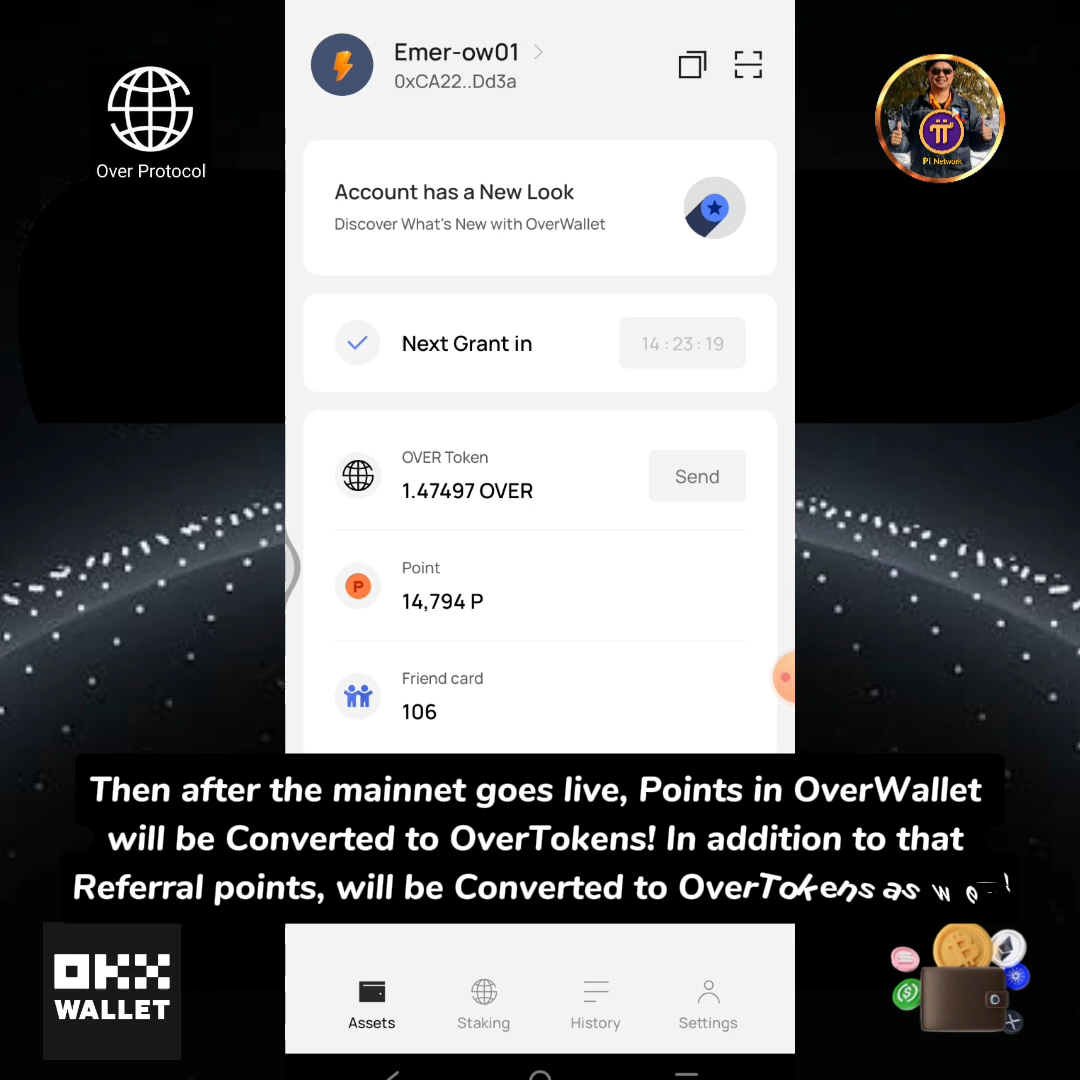 Emer-ow01
0xCA22..Dd3a
Over Protocol
Pi Network
Account has a New Look
Discover What's New with OverWallet
Next Grant in
14 : 23 : 19
OVER Token
1.47497 OVER
Send
Point
P
14,794 P
Friend card
106
Then after the mainnet goes live, Points in OverWallet
will be Converted to OverTokens! In addition to that
Referral points, will be Converted to OverTokens as
OKX
WALLET
Assets
Staking
History
Settings